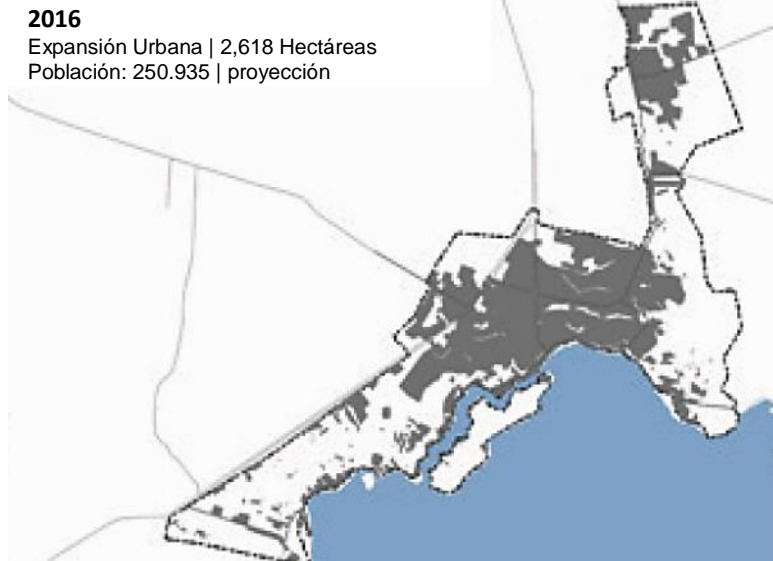 2016
Expansión Urbana | 2,618 Hectáreas
Población: 250.935 | proyección